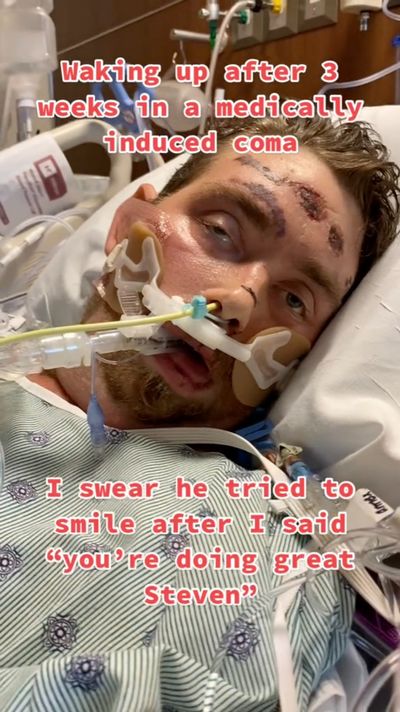 Waking up after 3
weeks in a medically
induced coma
I swear he tried to
smile after I said
“you’re doing great
Steven”